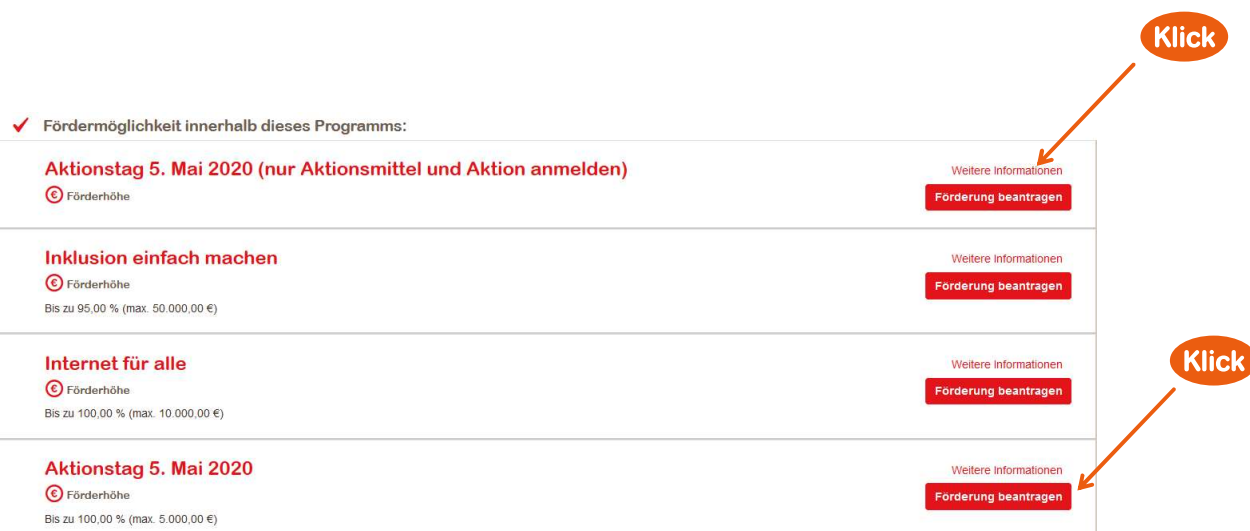 Klick
Fördermöglichkeit innerhalb dieses Programms:
Aktionstag 5. Mai 2020 (nur Aktionsmittel und Aktion anmelden)
Weitere Informationen
€ Förderhöhe
Förderung beantragen
Inklusion einfach machen
Weitere Informationen
€ Förderhöhe
Förderung beantragen
Bis zu 95,00 % (max. 50.000,00 €)
Internet für alle
Weitere Informationen
€ Förderhöhe
Förderung beantragen
Bis zu 100,00 % (max. 10.000,00 €)
Klick
Aktionstag 5. Mai 2020
Weitere Informationen
€ Förderhöhe
Förderung beantragen
Bis zu 100,00 % (max. 5.000,00 €)